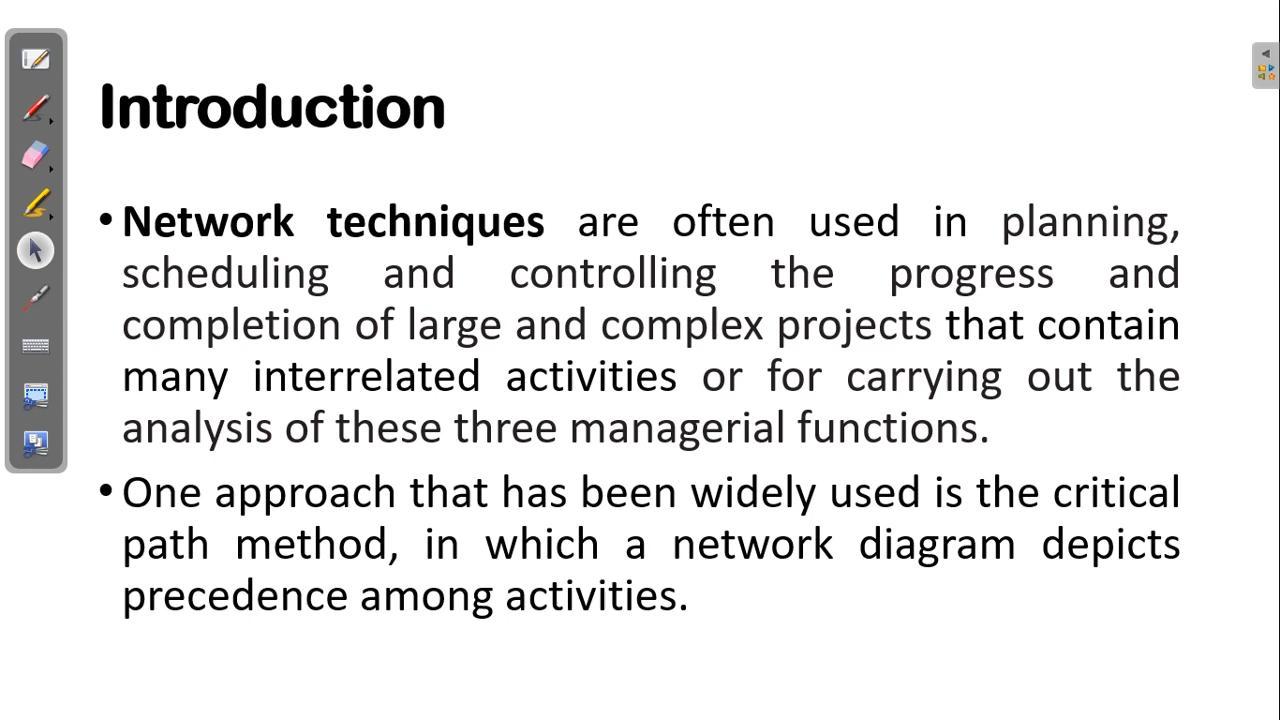 Introduction
• Network techniques are often used in planning,
scheduling and controlling the progress and
completion of large and complex projects that contain
many interrelated activities or for carrying out the
analysis of these three managerial functions.
• One approach that has been widely used is the critical
path method, in which a network diagram depicts
precedence among activities.